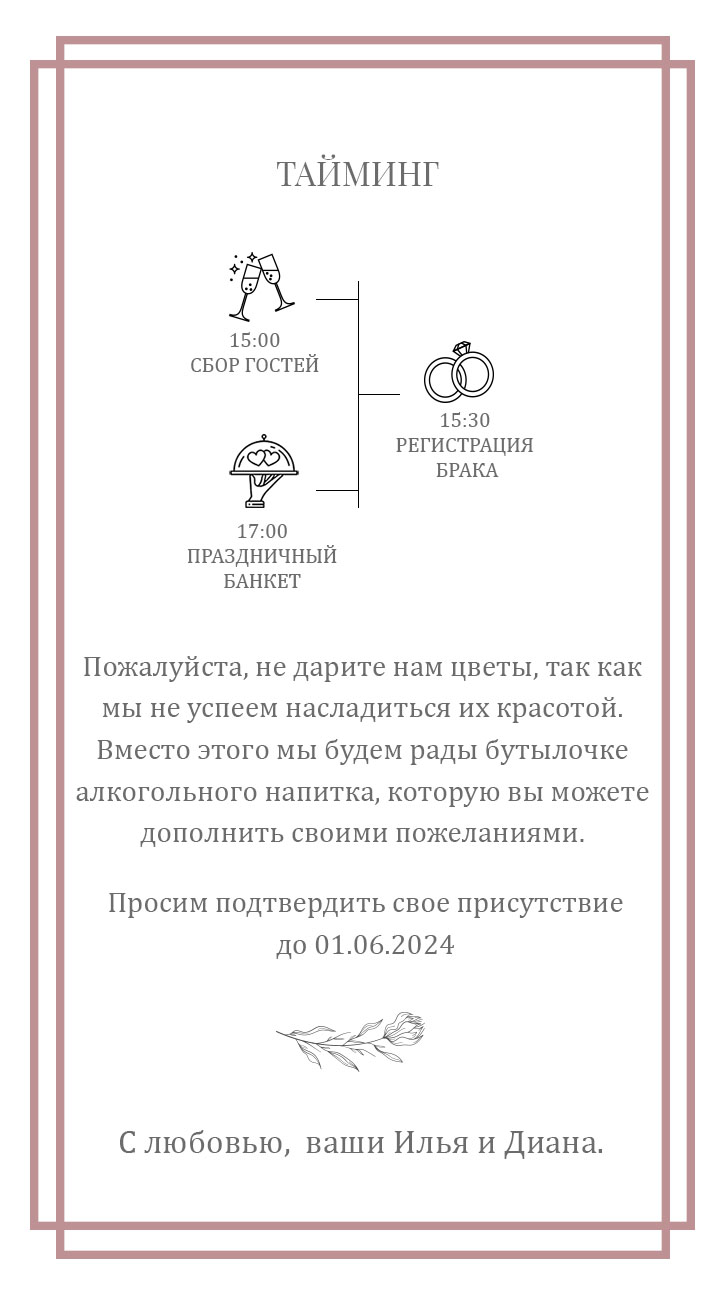 ТАЙМИНГ
15:00
СБОР ГОСТЕЙ
15:30
РЕГИСТРАЦИЯ
БРАКА
17:00
ПРАЗДНИЧНЫЙ
БАНКЕТ
Пожалуйста, не дарите нам цветы, так как
мы не успеем насладиться их красотой.
Вместо этого мы будем рады бутылочке
алкогольного напитка, которую вы можете
дополнить своими пожеланиями.
Просим подтвердить свое присутствие
до 01.06.2024
С любовью, ваши Илья и Диана.